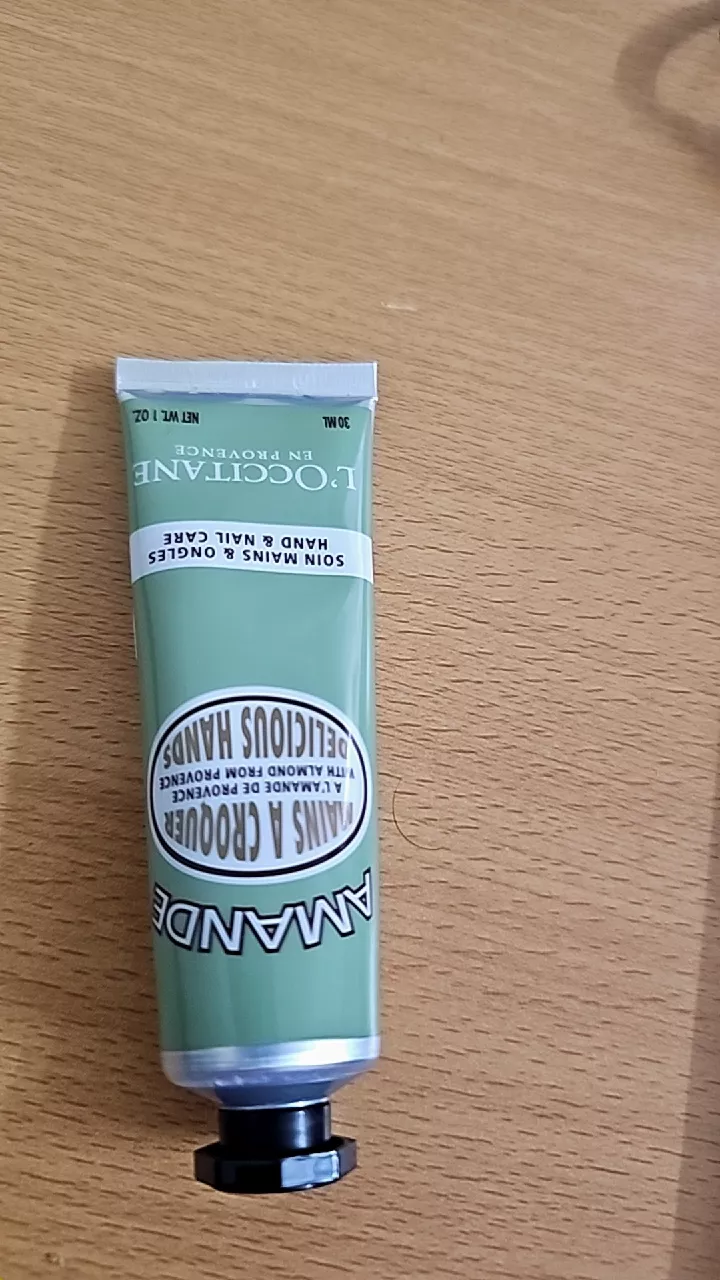 AMANDE
MAINS A CROQUER
A L'AMANDE DE PROVENCE
WITH ALMOND FROM PROVENCE
DELICIOUS HANDS
SOIN MAINS & ONGLES
HAND & NAIL CARE
L'OCCITANE
EN PROVENCE
30 ML NET WT. 1 OZ.